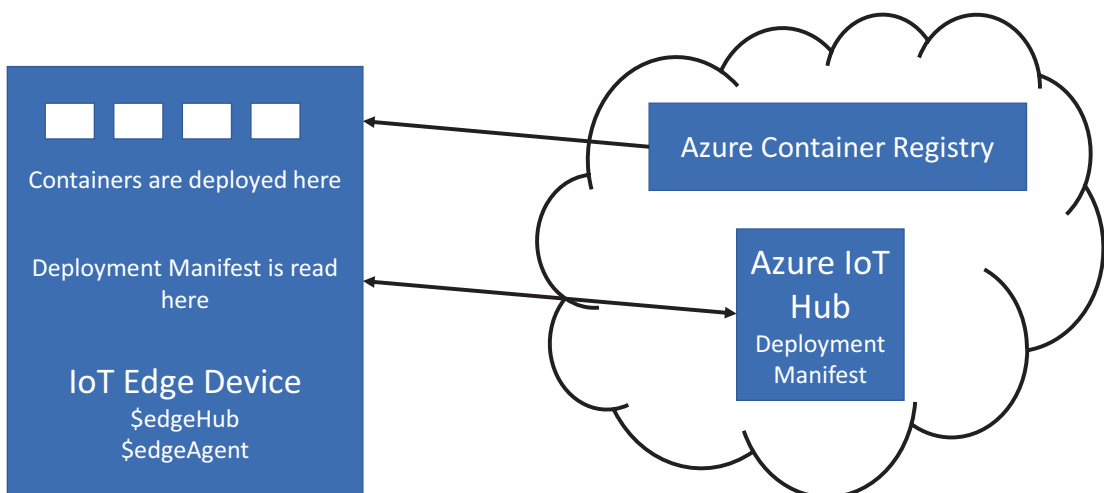 Containers are deployed here
Deployment Manifest is read
here
IoT Edge Device
$edgeHub
$edgeAgent
Azure Container Registry
Azure IoT
Hub
Deployment
Manifest